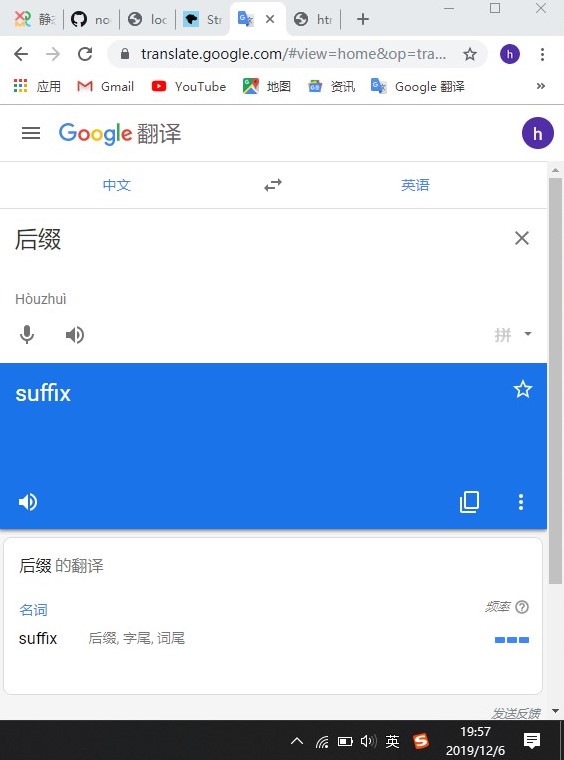 静 no loc Str htt
translate.google.com/#view=home&op=tra... h
应用 Gmail YouTube 地图 资讯 Google 翻译 »
Google 翻译 h
中文 英语
后缀
Hòuzhuì
拼
suffix
后缀 的翻译
名词 频率
suffix 后缀, 字尾, 词尾
发送反馈
英 19:57
2019/12/6